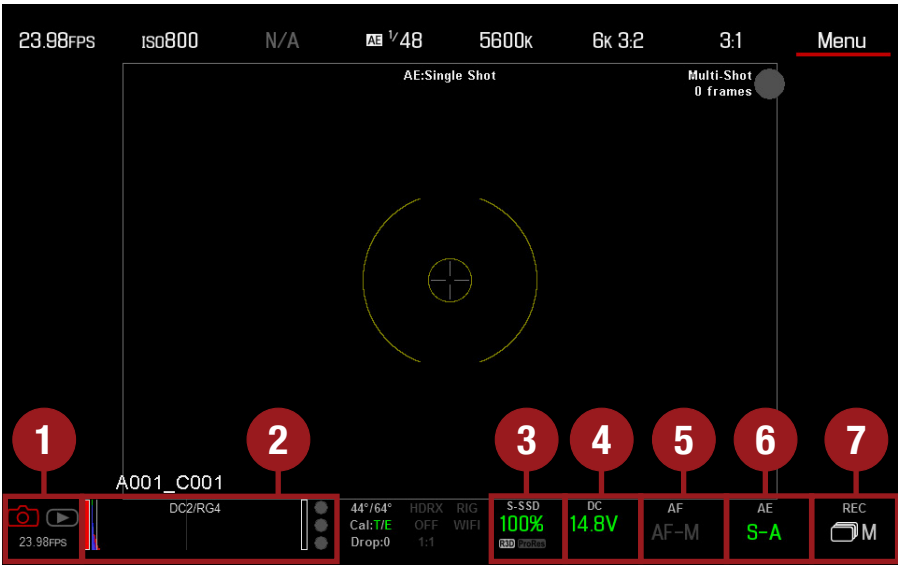 23.98FPS ISO800 N/A AE 1/48 5600K 6K 3:2 3:1 Menu
AE:Single Shot
Multi-Shot
0 frames
1 2 3 4 5 6 7
A001_C001
23.98FPS
DC2/RG4
44°/64° HDRX RIG
Cal:T/E OFF WIFI
Drop:0 1:1
S-SSD
100%
R3D ProRes
DC
14.8V
AF
AF-M
AE
S-A
REC
M